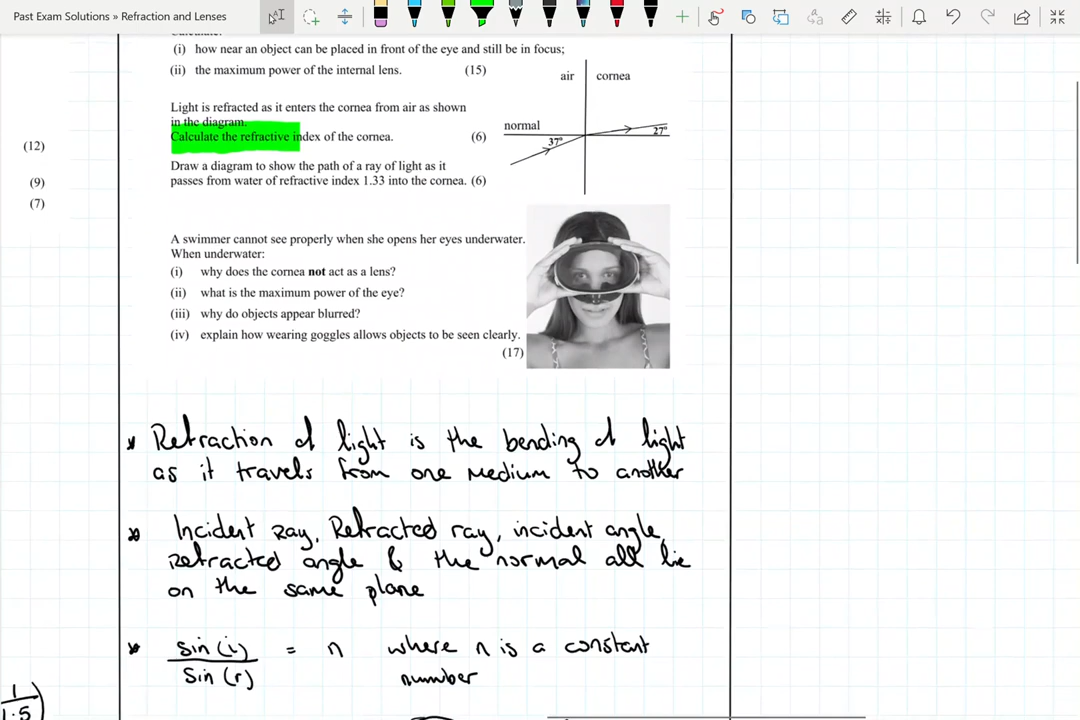 Past Exam Solutions » Refraction and Lenses
(i) how near an object can be placed in front of the eye and still be in focus;
(ii) the maximum power of the internal lens. (15)
air cornea
Light is refracted as it enters the cornea from air as shown
in the diagram.
Calculate the refractive index of the cornea. (6)
normal
37°
27°
(12)
Draw a diagram to show the path of a ray of light as it
passes from water of refractive index 1.33 into the cornea. (6)
(9)
(7)
A swimmer cannot see properly when she opens her eyes underwater.
When underwater:
(i) why does the cornea not act as a lens?
(ii) what is the maximum power of the eye?
(iii) why do objects appear blurred?
(iv) explain how wearing goggles allows objects to be seen clearly.
(17)
* Refraction of light is the bending of light
as it travels from one medium to another
* Incident Ray, Refracted ray, incident angle,
refracted angle & the normal all lie
on the same plane
* sin (i) / Sin (r) = n where n is a constant
number
1
1.5